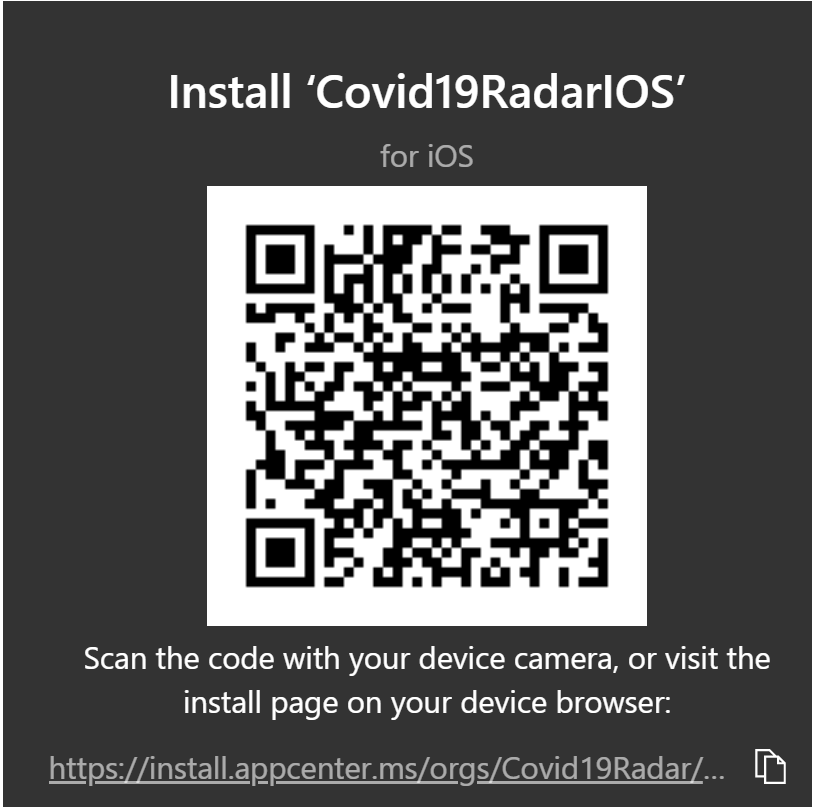 Install ‘Covid19RadarIOS’
for iOS
Scan the code with your device camera, or visit the
install page on your device browser:
https://install.appcenter.ms/orgs/Covid19Radar/...